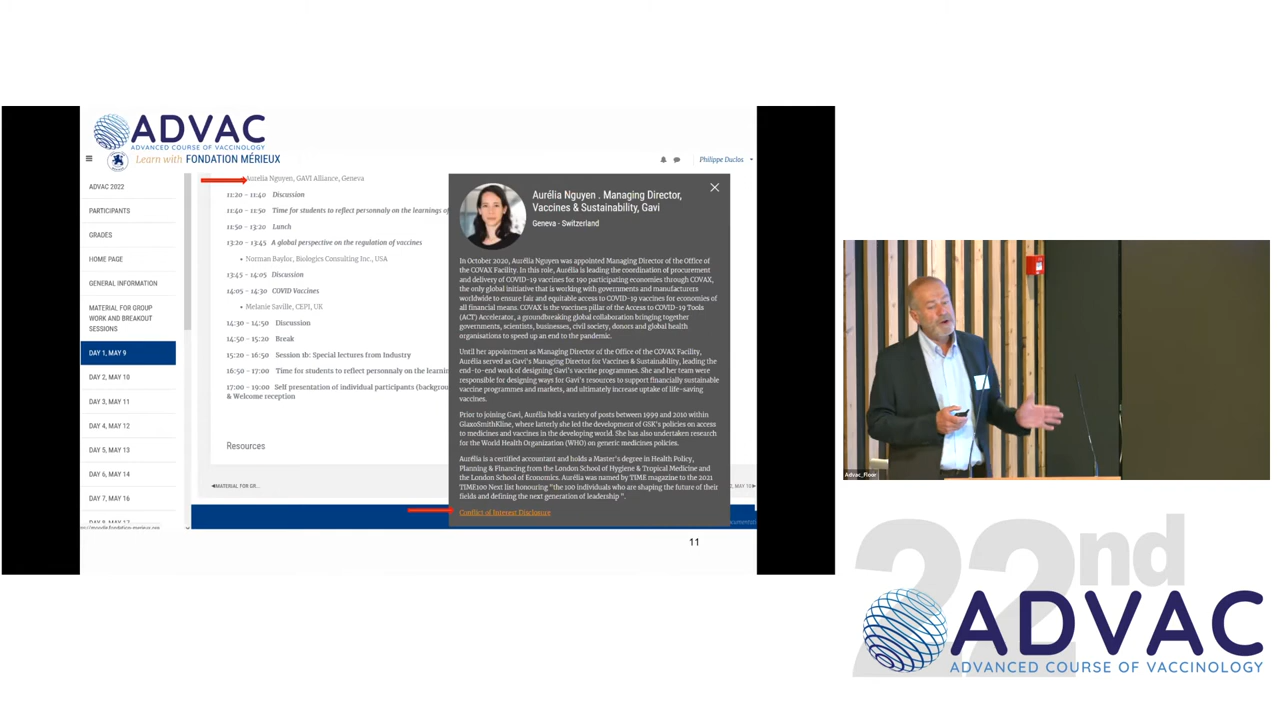 ADVAC
ADVANCED COURSE OF VACCINOLOGY
Learn with FONDATION MÉRIEUX
Philippe Duclos
ADVAC 2022
PARTICIPANTS
GRADES
HOME PAGE
GENERAL INFORMATION
MATERIAL FOR GROUP
WORK AND BREAKOUT
SESSIONS
DAY 1, MAY 9
DAY 2, MAY 10
DAY 3, MAY 11
DAY 4, MAY 12
DAY 5, MAY 13
DAY 6, MAY 14
DAY 7, MAY 16
Aurelia Nguyen, GAVI Alliance, Geneva
11:20 - 11:40 Discussion
11:40 - 11:50 Time for students to reflect personnaly on the learnings of
11:50 - 13:20 Lunch
13:20 - 13:45 A global perspective on the regulation of vaccines
• Norman Baylor, Biologics Consulting Inc., USA
13:45 - 14:05 Discussion
14:05 - 14:30 COVID Vaccines
• Melanie Saville, CEPI, UK
14:30 - 14:50 Discussion
14:50 - 15:20 Break
15:20 - 16:50 Session 1b: Special lectures from Industry
16:50 - 17:00 Time for students to reflect personnaly on the learnin
17:00 - 19:00 Self presentation of individual participants (backgrou
& Welcome reception
Resources
◀MATERIAL FOR GR...
Aurélia Nguyen . Managing Director,
Vaccines & Sustainability, Gavi
Geneva - Switzerland
In October 2020, Aurélia Nguyen was appointed Managing Director of the Office of
the COVAX Facility. In this role, Aurélia is leading the coordination of procurement
and delivery of COVID-19 vaccines for 190 participating economies through COVAX,
the only global initiative that is working with governments and manufacturers
worldwide to ensure fair and equitable access to COVID-19 vaccines for economies of
all financial means. COVAX is the vaccines pillar of the Access to COVID-19 Tools
(ACT) Accelerator, a groundbreaking global collaboration bringing together
governments, scientists, businesses, civil society, donors and global health
organisations to speed up an end to the pandemic.
Until her appointment as Managing Director of the Office of the COVAX Facility,
Aurélia served as Gavi's Managing Director for Vaccines & Sustainability, leading the
end-to-end work of designing Gavi's vaccine programmes. She and her team were
responsible for designing ways for Gavi's resources to support financially sustainable
vaccine programmes and markets, and ultimately increase uptake of life-saving
vaccines.
Prior to joining Gavi, Aurélia held a variety of posts between 1999 and 2010 within
GlaxoSmithKline, where latterly she led the development of GSK's policies on access
to medicines and vaccines in the developing world. She has also undertaken research
for the World Health Organization (WHO) on generic medicines policies.
Aurélia is a certified accountant and holds a Master's degree in Health Policy,
Planning & Financing from the London School of Hygiene & Tropical Medicine and
the London School of Economics. Aurélia was named by TIME magazine to the 2021
TIME100 Next list honouring "the 100 individuals who are shaping the future of their
fields and defining the next generation of leadership ".
Conflict of Interest Disclosure
11
Advac_Floor
22nd
ADVAC
ADVANCED COURSE OF VACCINOLOGY